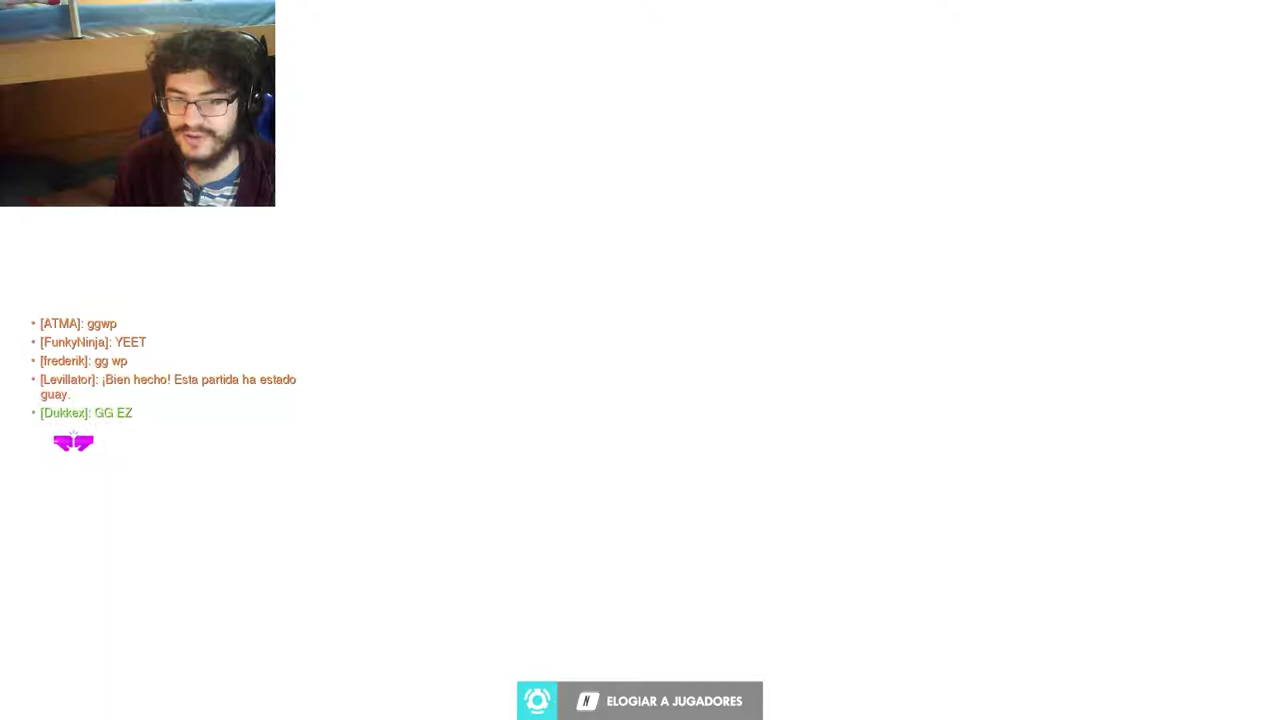 • [ATMA]: ggwp
• [FunkyNinja]: YEET
• [frederik]: gg wp
• [Levillator]: ¡Bien hecho! Esta partida ha estado
guay.
• [Dukkex]: GG EZ
N ELOGIAR A JUGADORES